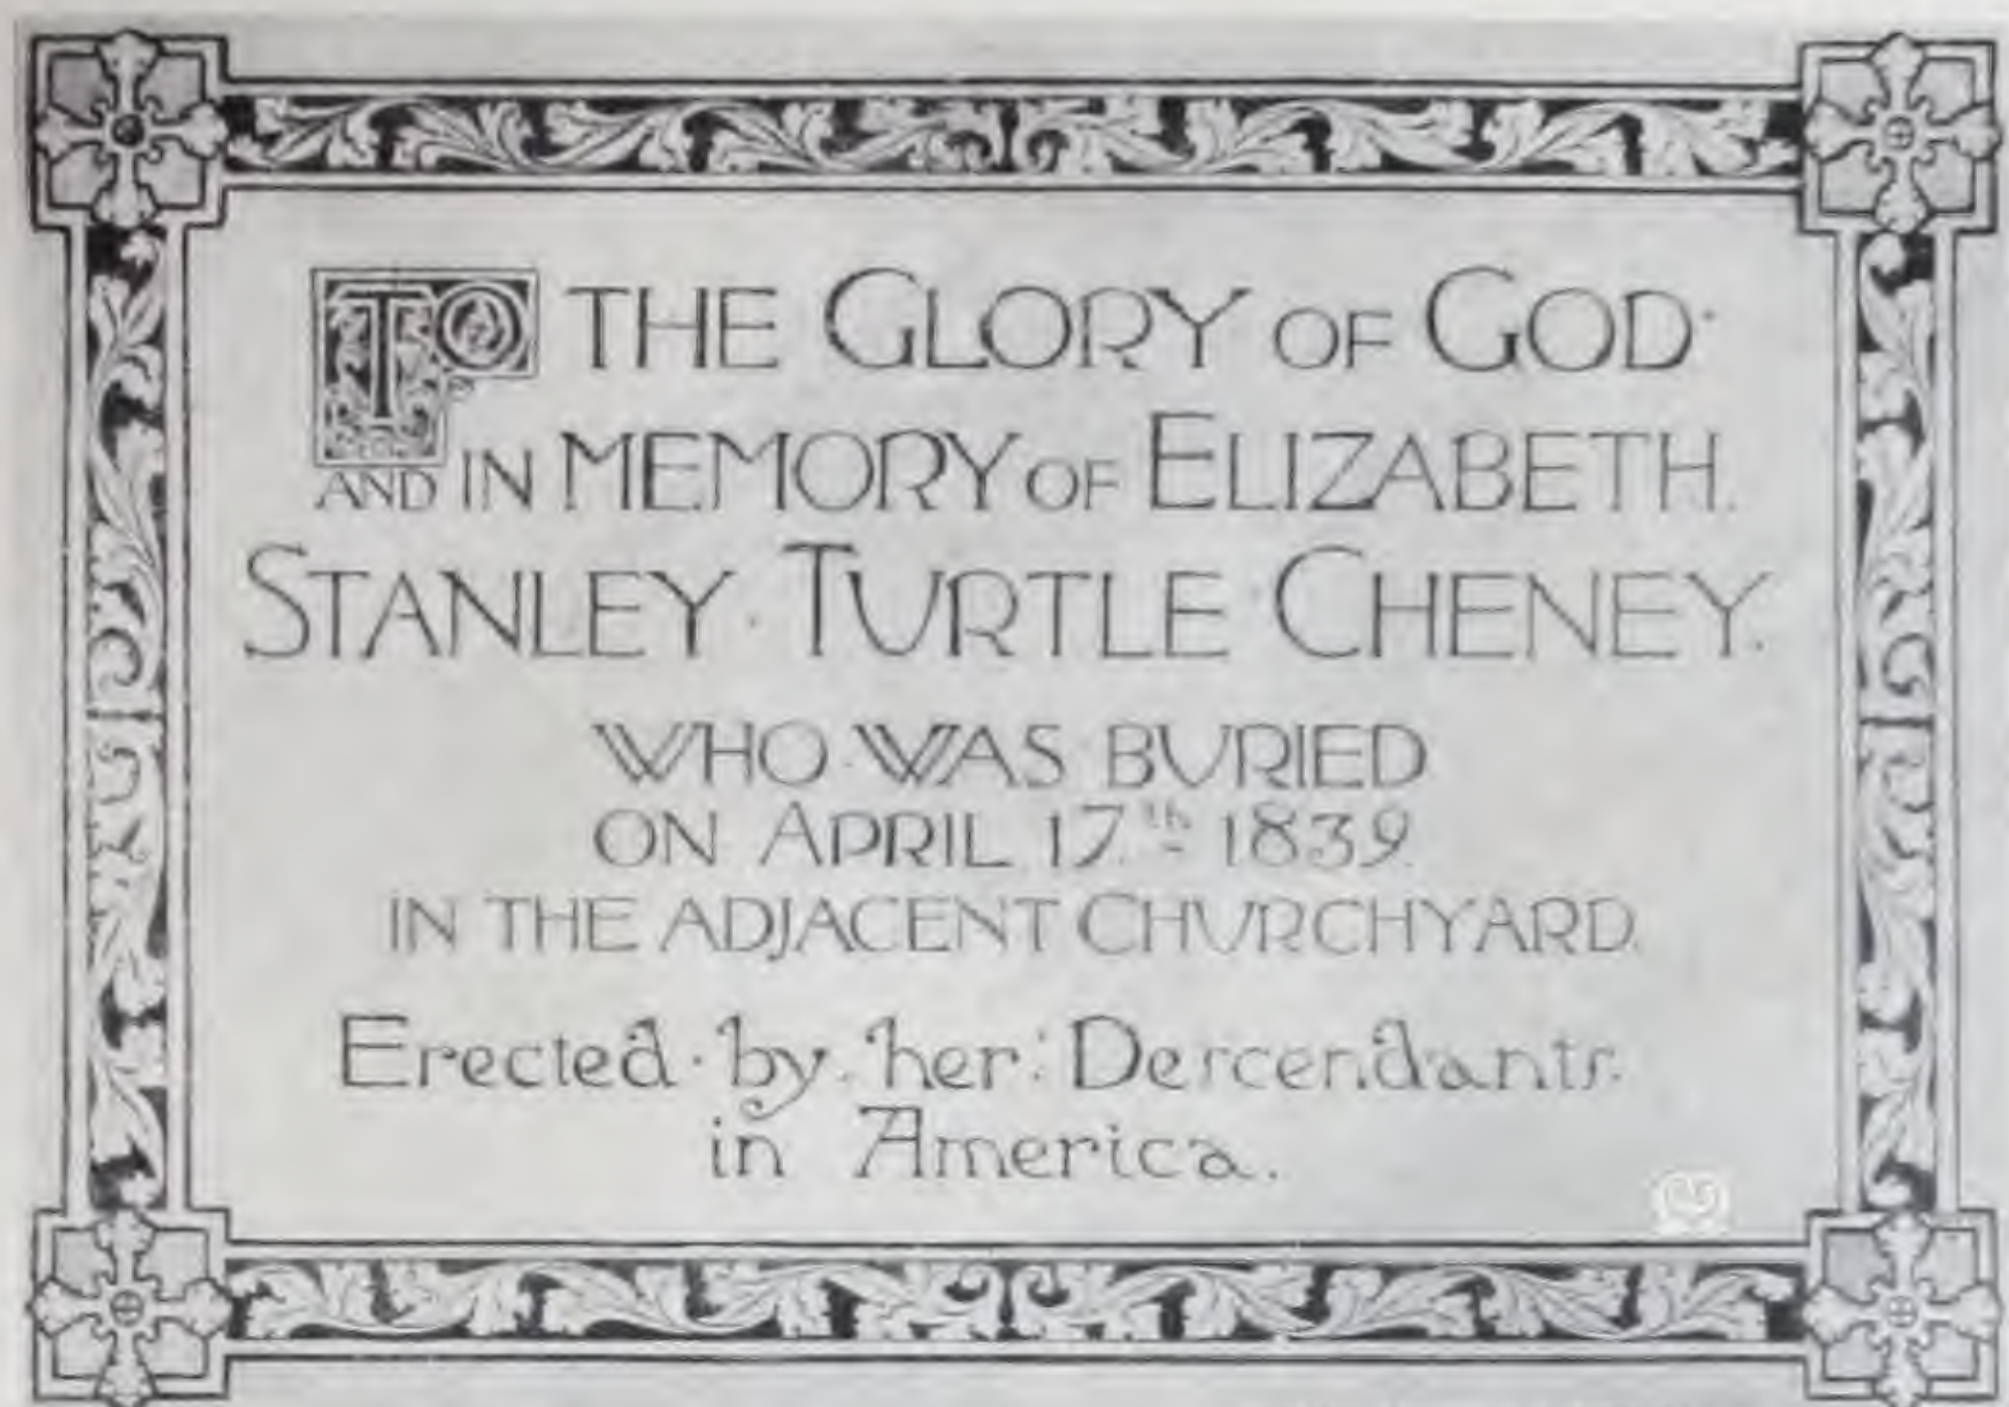 TO THE GLORY OF GOD·
AND IN MEMORY OF ELIZABETH.
STANLEY · TURTLE · CHENEY.
WHO · WAS · BURIED
ON APRIL 17th 1839.
IN THE ADJACENT CHURCHYARD.
Erected · by · her · Descendants.
in America.